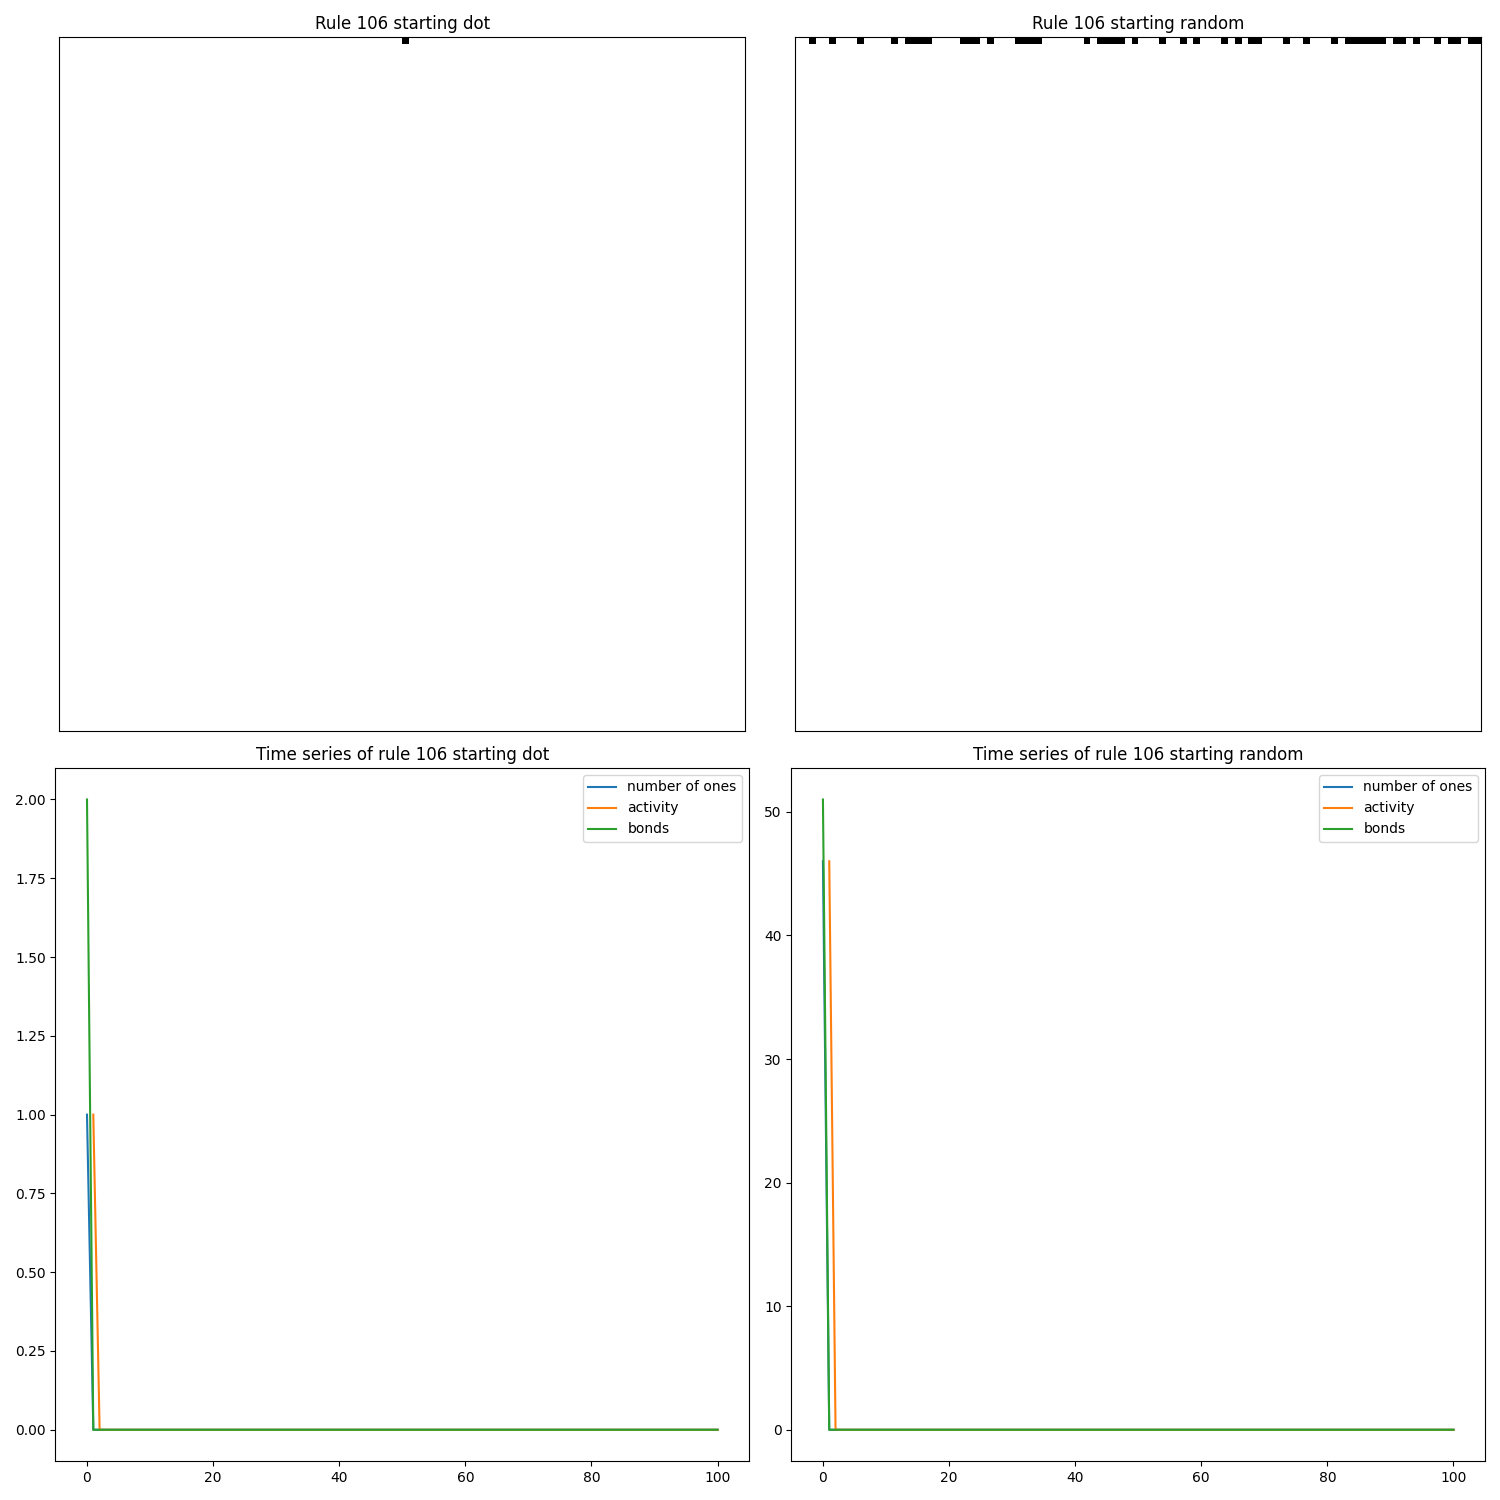 Rule 106 starting dot
Rule 106 starting random
Time series of rule 106 starting dot
number of ones
activity
bonds
2.00
1.75
1.50
1.25
1.00
0.75
0.50
0.25
0.00
0 20 40 60 80 100
Time series of rule 106 starting random
number of ones
activity
bonds
50
40
30
20
10
0
0 20 40 60 80 100